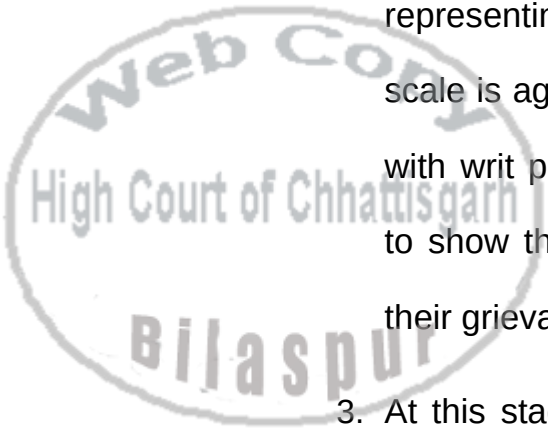 Web Copy
High Court of Chhattisgarh
Bilaspur
representin
scale is ag
with writ p
to show th
their grieva
3. At this sta